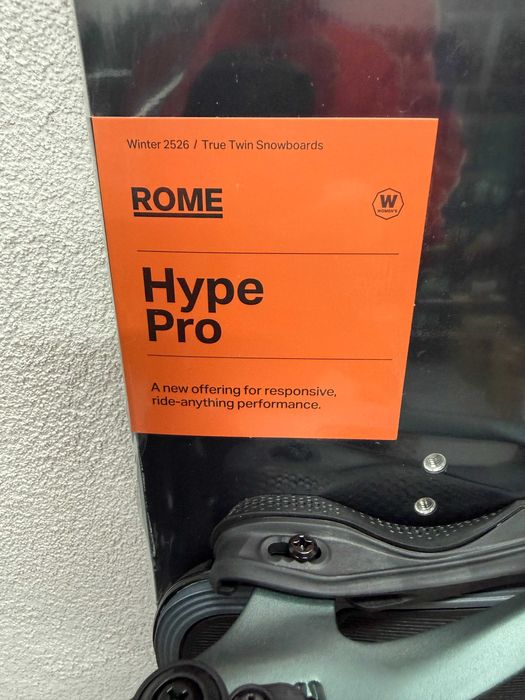 Winter 2526 / True Twin Snowboards
ROME
W
WOMEN'S
Hype
Pro
A new offering for responsive,
ride-anything performance.